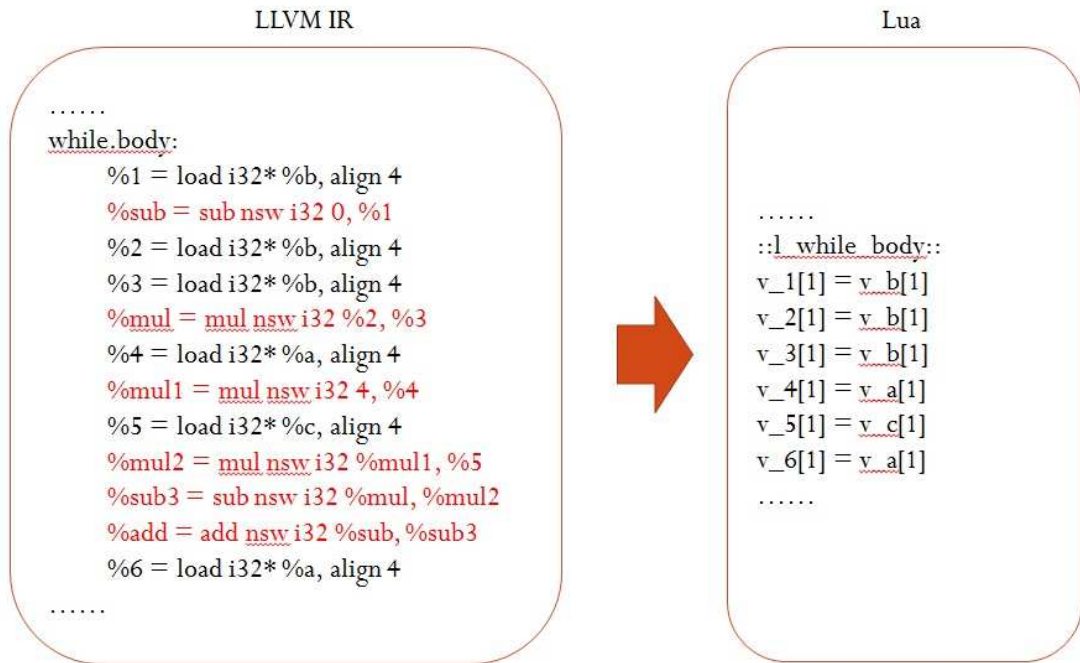 LLVM IR
……
while.body:
%1 = load i32* %b, align 4
%sub = sub nsw i32 0, %1
%2 = load i32* %b, align 4
%3 = load i32* %b, align 4
%mul = mul nsw i32 %2, %3
%4 = load i32* %a, align 4
%mul1 = mul nsw i32 4, %4
%5 = load i32* %c, align 4
%mul2 = mul nsw i32 %mul1, %5
%sub3 = sub nsw i32 %mul, %mul2
%add = add nsw i32 %sub, %sub3
%6 = load i32* %a, align 4
……
Lua
……
::l_while_body::
v_1[1] = v_b[1]
v_2[1] = v_b[1]
v_3[1] = v_b[1]
v_4[1] = v_a[1]
v_5[1] = v_c[1]
v_6[1] = v_a[1]
……